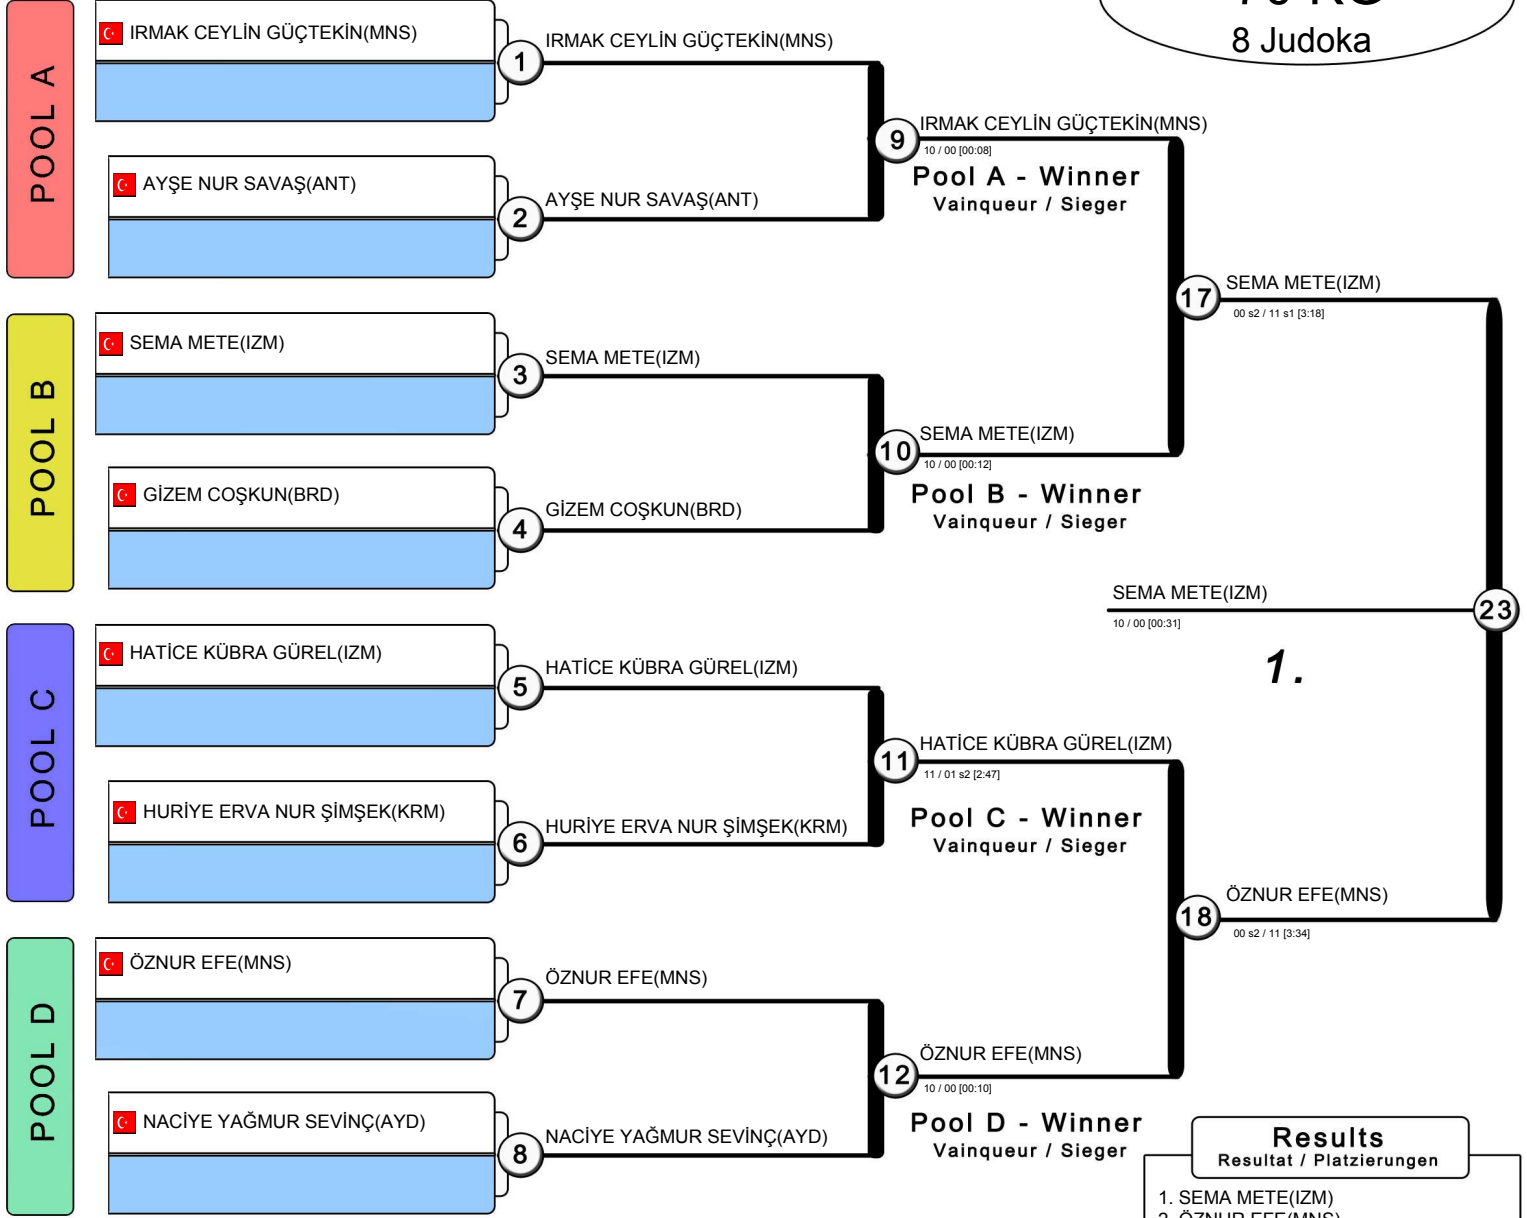 8 Judoka
POOL A
IRMAK CEYLİN GÜÇTEKİN(MNS)
1
IRMAK CEYLİN GÜÇTEKİN(MNS)
AYŞE NUR SAVAŞ(ANT)
2
AYŞE NUR SAVAŞ(ANT)
9
IRMAK CEYLİN GÜÇTEKİN(MNS)
10 / 00 [00:08]
Pool A - Winner
Vainqueur / Sieger
POOL B
SEMA METE(IZM)
3
SEMA METE(IZM)
GİZEM COŞKUN(BRD)
4
GİZEM COŞKUN(BRD)
10
SEMA METE(IZM)
10 / 00 [00:12]
Pool B - Winner
Vainqueur / Sieger
17
SEMA METE(IZM)
00 s2 / 11 s1 [3:18]
SEMA METE(IZM)
10 / 00 [00:31]
23
1.
POOL C
HATİCE KÜBRA GÜREL(IZM)
5
HATİCE KÜBRA GÜREL(IZM)
HURİYE ERVA NUR ŞİMŞEK(KRM)
6
HURİYE ERVA NUR ŞİMŞEK(KRM)
11
HATİCE KÜBRA GÜREL(IZM)
11 / 01 s2 [2:47]
Pool C - Winner
Vainqueur / Sieger
18
ÖZNUR EFE(MNS)
00 s2 / 11 [3:34]
POOL D
ÖZNUR EFE(MNS)
7
ÖZNUR EFE(MNS)
NACİYE YAĞMUR SEVİNÇ(AYD)
8
NACİYE YAĞMUR SEVİNÇ(AYD)
12
ÖZNUR EFE(MNS)
10 / 00 [00:10]
Pool D - Winner
Vainqueur / Sieger
Results
Resultat / Platzierungen
1. SEMA METE(IZM)
2. ÖZNUR EFE(MNS)